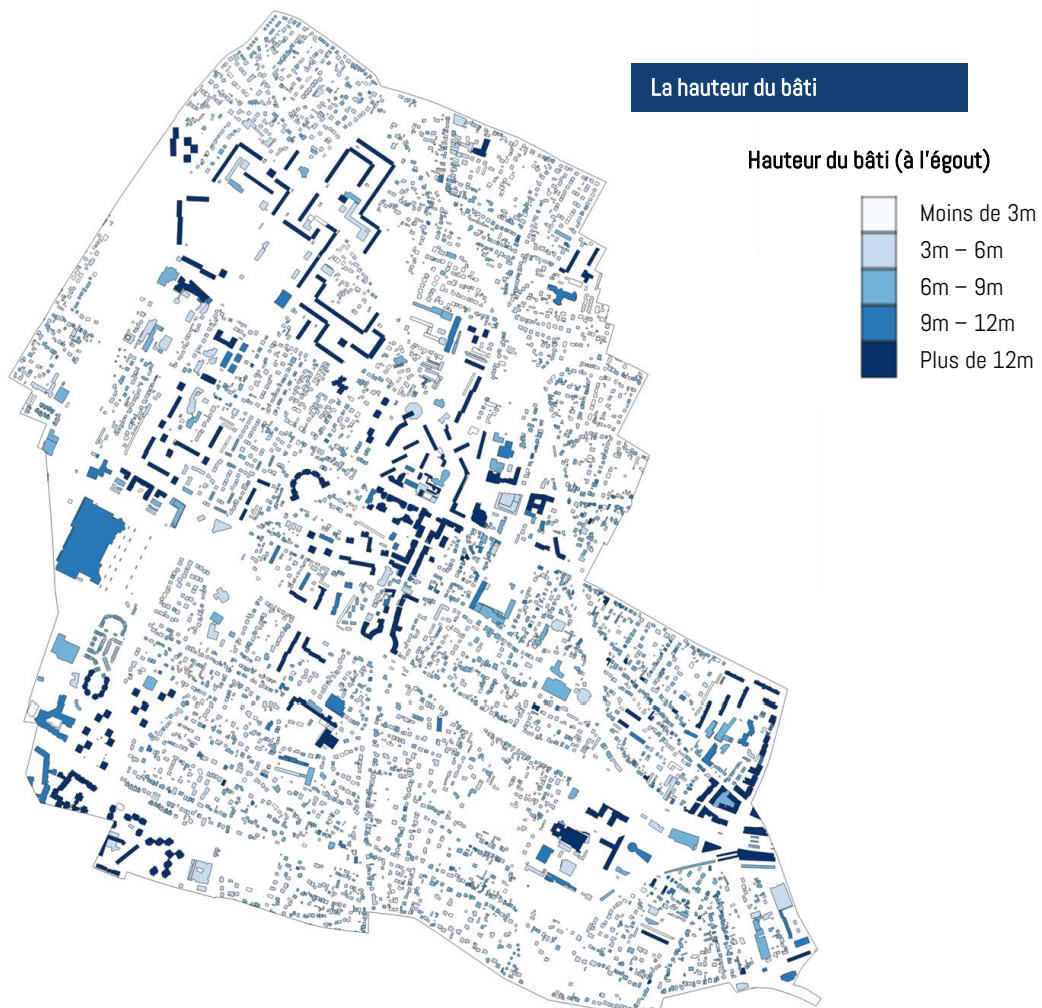 La hauteur du bâti
Hauteur du bâti (à l'égout)
Moins de 3m
3m – 6m
6m – 9m
9m – 12m
Plus de 12m